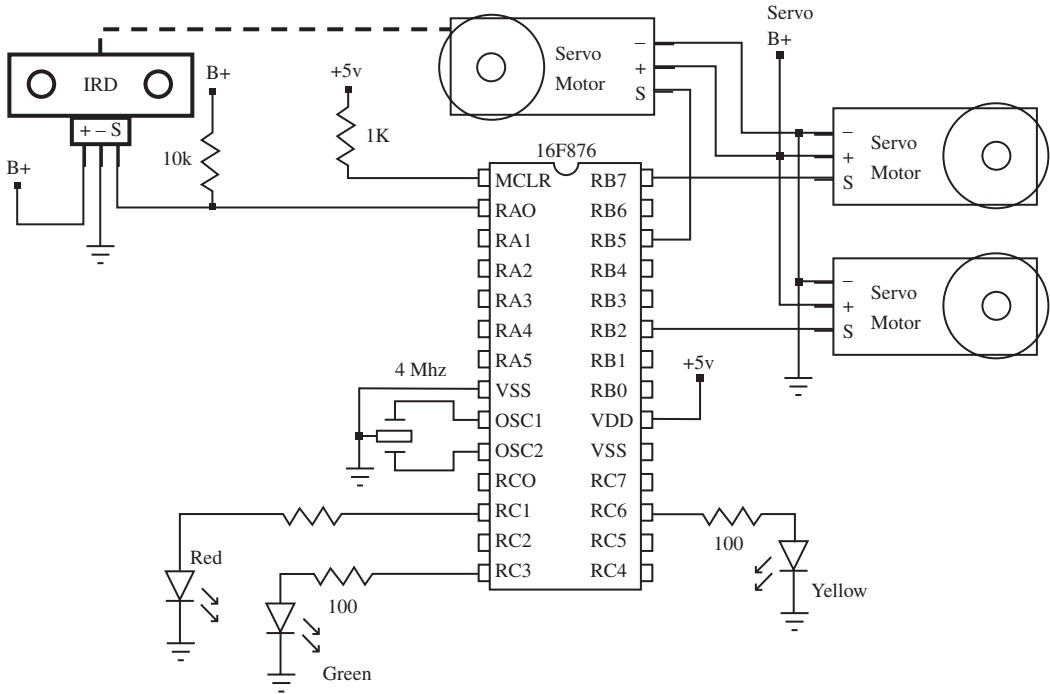 Servo
B+
Servo
Motor
−
+
S
IRD
+ − S
B+
10k
B+
+5v
1K
16F876
MCLR
RAO
RA1
RA2
RA3
RA4
RA5
VSS
OSC1
OSC2
RCO
RC1
RC2
RC3
RB7
RB6
RB5
RB4
RB3
RB2
RB1
RB0
VDD
VSS
RC7
RC6
RC5
RC4
−
+
S
Servo
Motor
−
+
S
Servo
Motor
+5v
4 Mhz
Red
100
Green
100
Yellow